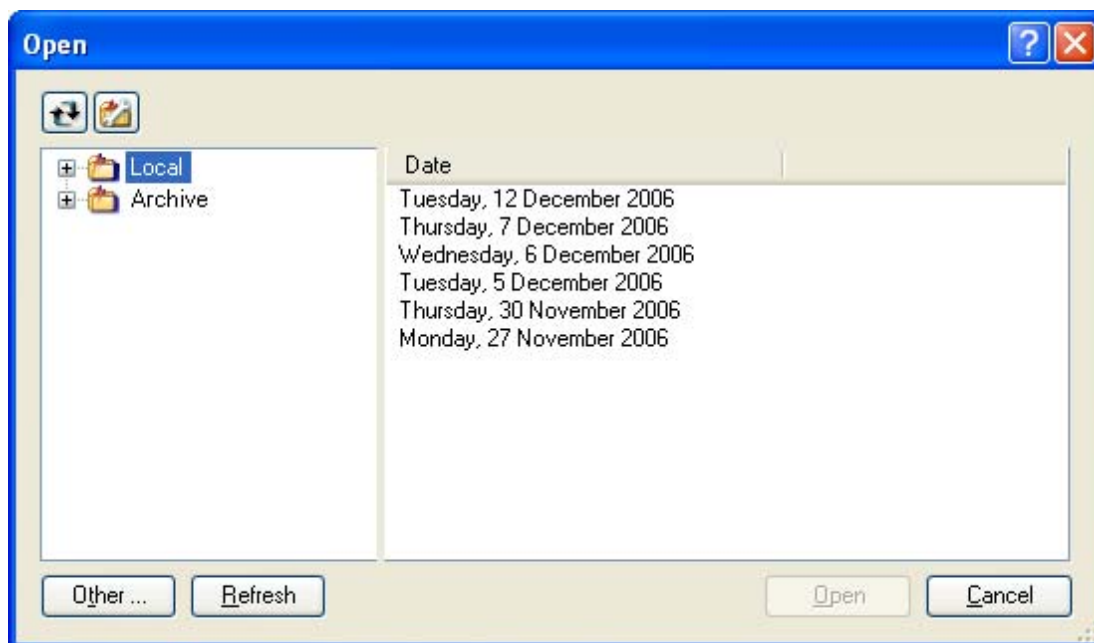 Open
Local
Archive
Date
Tuesday, 12 December 2006
Thursday, 7 December 2006
Wednesday, 6 December 2006
Tuesday, 5 December 2006
Thursday, 30 November 2006
Monday, 27 November 2006
Other ... Refresh Open Cancel